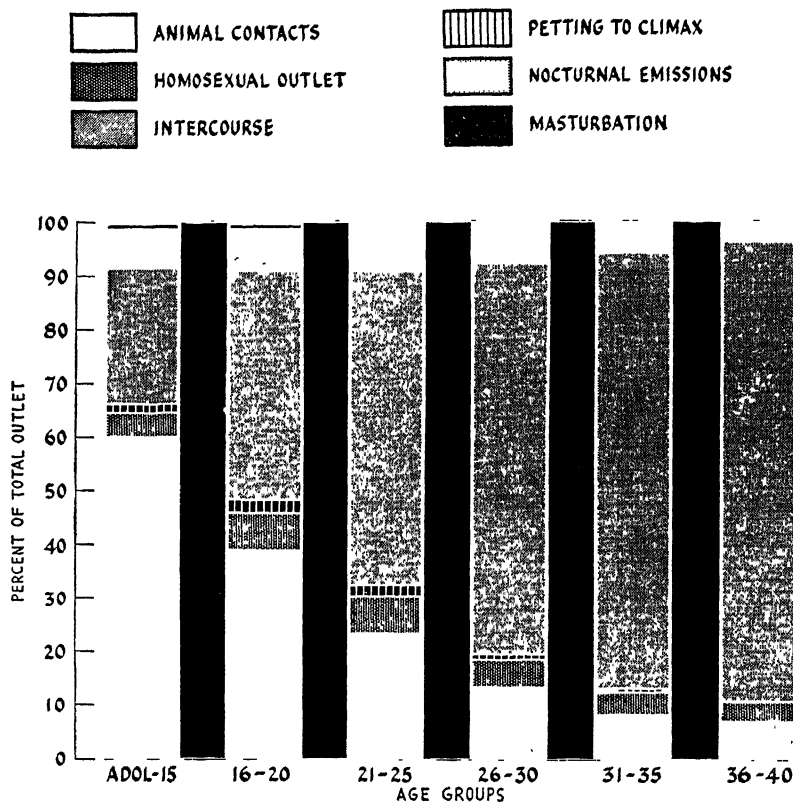 ANIMAL CONTACTS
HOMOSEXUAL OUTLET
INTERCOURSE
PETTING TO CLIMAX
NOCTURNAL EMISSIONS
MASTURBATION
PERCENT OF TOTAL OUTLET
100
90
80
70
60
50
40
30
20
10
0
ADOL-15 16-20 21-25 26-30 31-35 36-40
AGE GROUPS